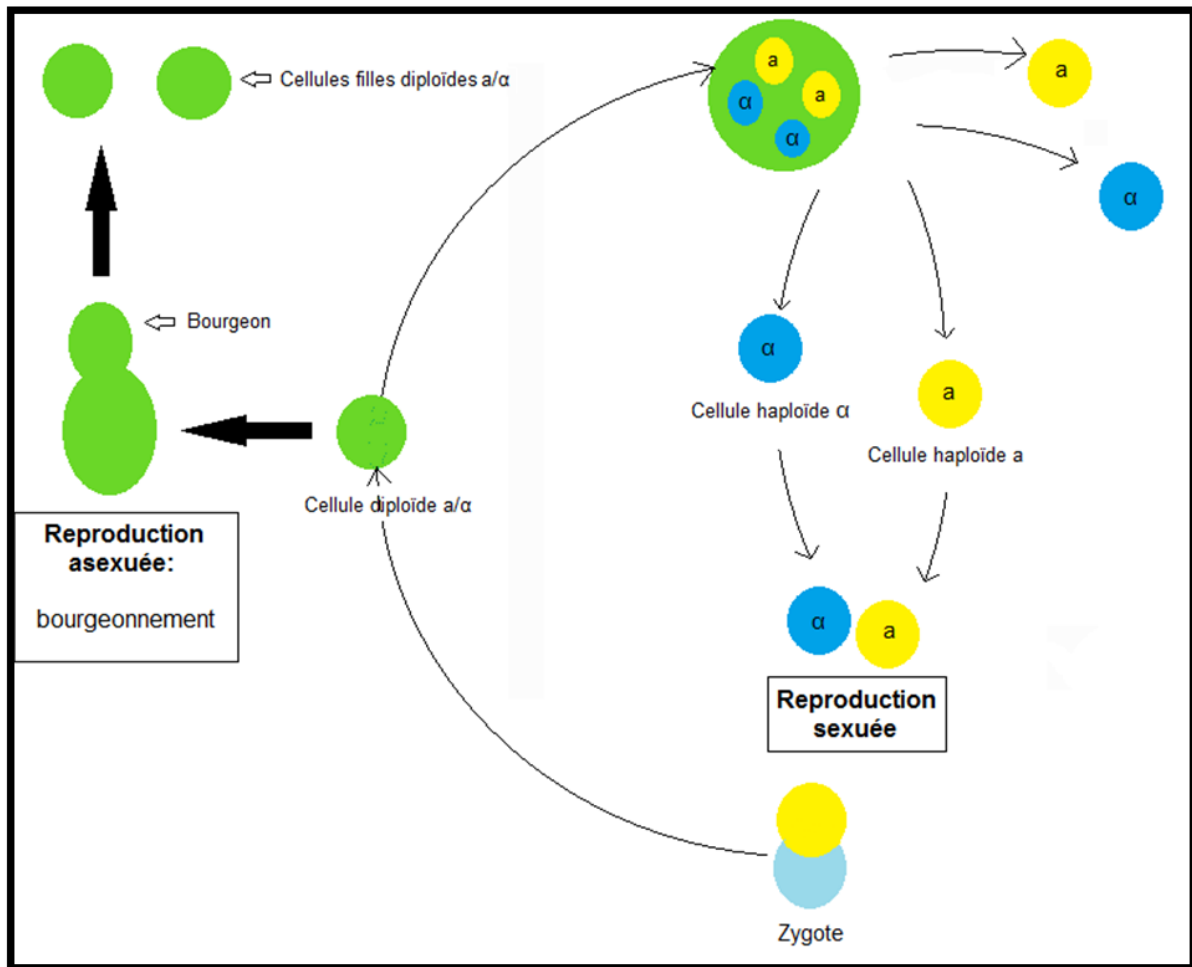 Cellules filles diploïdes a/α
a
α
a
α
a
α
Bourgeon
α
Cellule haploïde α
a
Cellule haploïde a
Cellule diploïde a/α
Reproduction
asexuée:
bourgeonnement
α
a
Reproduction
sexuée
Zygote